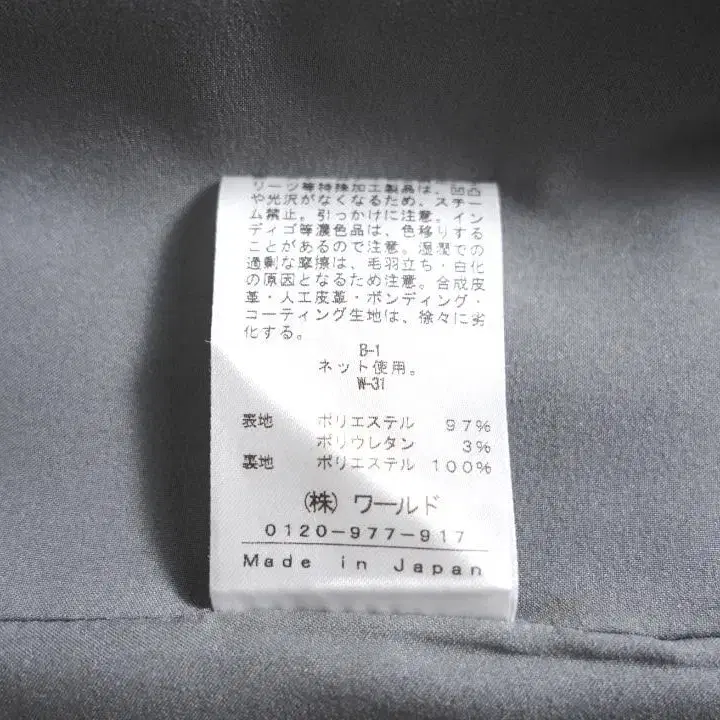 リーツ等特殊加工製品は、凹凸
や光沢がなくなるため、スチー
ム禁止。引っかけに注意。イン
ディゴ等濃色品は、色移りする
ことがあるので注意。湿潤での
過剰な摩擦は、毛羽立ち・白化
の原因となるため注意。合成皮
革・人工皮革・ボンディング・
コーティング生地は、徐々に劣
化する。
B-1
ネット使用。
W-31
表地 ポリエステル 97%
ポリウレタン 3%
裏地 ポリエステル 100%
(株) ワールド
0120-977-917
Made in Japan